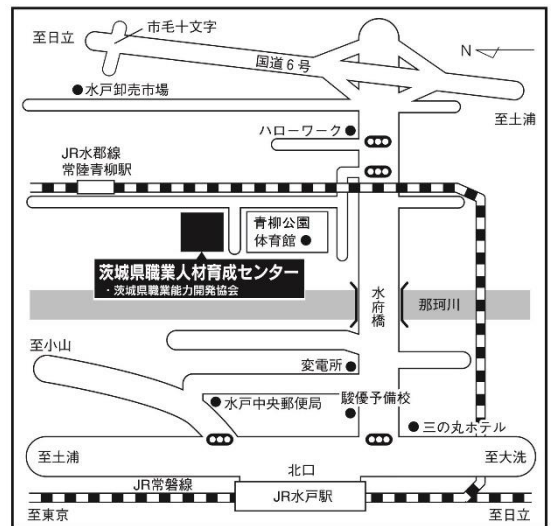 至日立
市毛十文字
国道6号
N
水戸卸売市場
至土浦
ハローワーク
JR水郡線
常陸青柳駅
青柳公園
体育館
茨城県職業人材育成センター
・茨城県職業能力開発協会
水府橋
那珂川
至小山
変電所
水戸中央郵便局
駿優予備校
三の丸ホテル
至土浦
北口
至大洗
JR常磐線
JR水戸駅
至東京
至日立